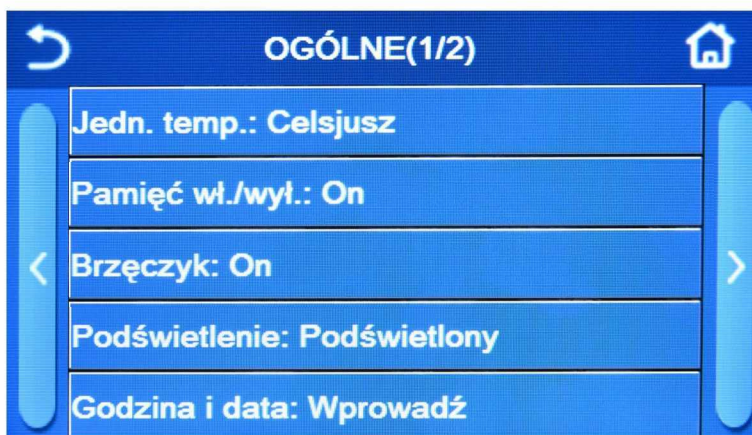 OGÓLNE(1/2)
Jedn. temp.: Celsjusz
Pamięć wł./wył.: On
Brzęczyk: On
Podświetlenie: Podświetlony
Godzina i data: Wprowadź